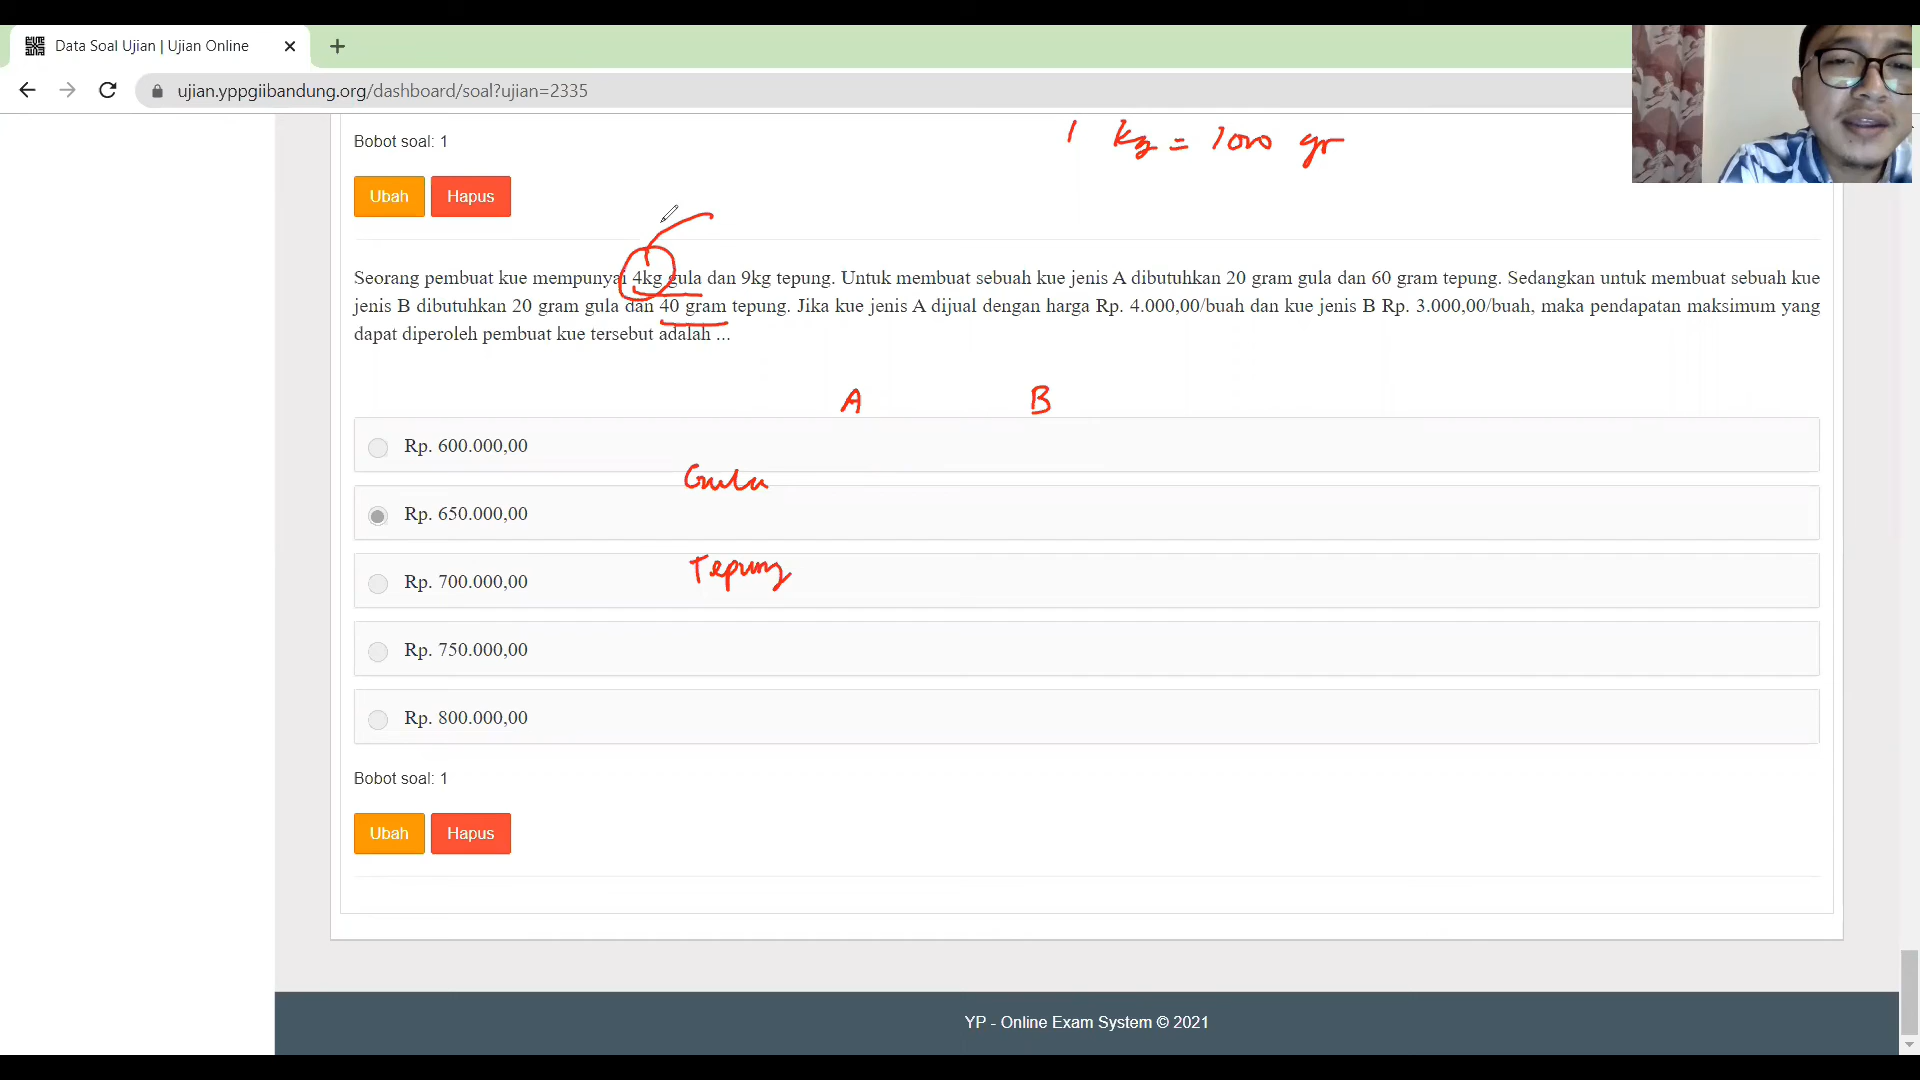 Data Soal Ujian | Ujian Online
ujian.yppgiibandung.org/dashboard/soal?ujian=2335
Bobot soal: 1
1 kg = 1000 gr
Ubah Hapus
Seorang pembuat kue mempunyai 4kg gula dan 9kg tepung. Untuk membuat sebuah kue jenis A dibutuhkan 20 gram gula dan 60 gram tepung. Sedangkan untuk membuat sebuah kue
jenis B dibutuhkan 20 gram gula dan 40 gram tepung. Jika kue jenis A dijual dengan harga Rp. 4.000,00/buah dan kue jenis B Rp. 3.000,00/buah, maka pendapatan maksimum yang
dapat diperoleh pembuat kue tersebut adalah ...
A B
Rp. 600.000,00
Gula
Rp. 650.000,00
Tepung
Rp. 700.000,00
Rp. 750.000,00
Rp. 800.000,00
Bobot soal: 1
Ubah Hapus
YP - Online Exam System © 2021